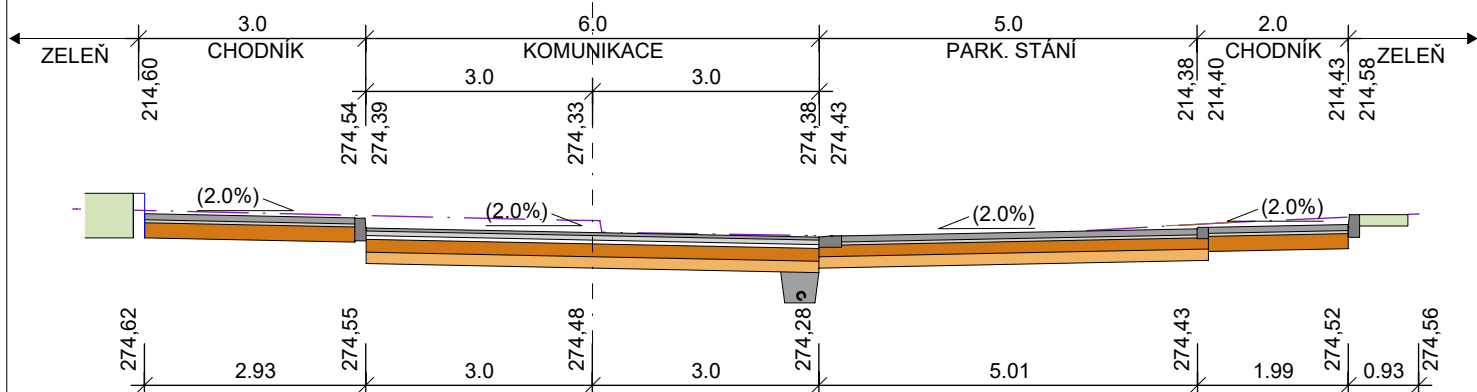 3.0 6.0 5.0 2.0
ZELEŇ CHODNÍK KOMUNIKACE PARK. STÁNÍ CHODNÍK ZELEŇ
3.0 3.0
214,60 274,54 274,39 274,33 274,38 274,43 214,38 214,40 214,43 214,58
(2.0%) (2.0%) (2.0%) (2.0%)
274,62 274,55 274,48 274,28 274,43 274,52 274,56
2.93 3.0 3.0 5.01 1.99 0.93